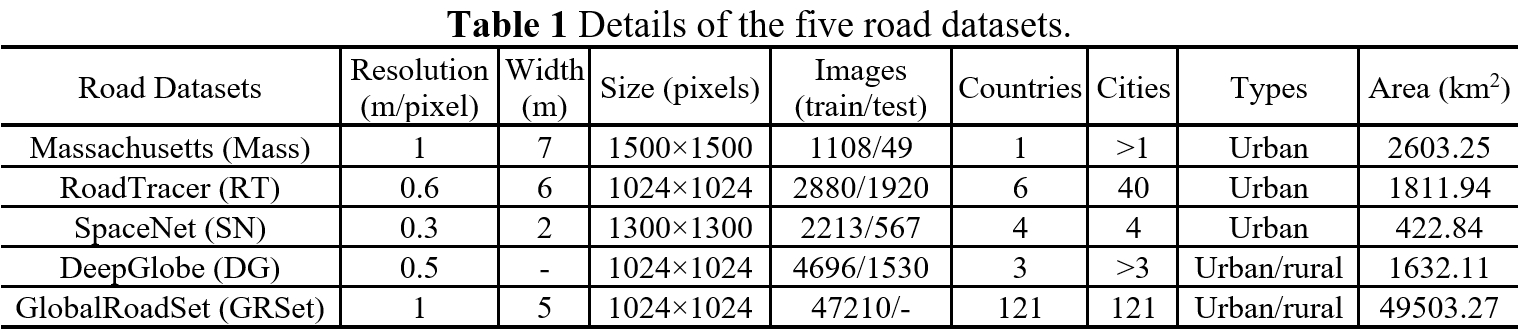 Table 1 Details of the five road datasets.
Road Datasets Resolution (m/pixel) Width (m) Size (pixels) Images (train/test) Countries Cities Types Area (km²)
Massachusetts (Mass) 1 7 1500×1500 1108/49 1 >1 Urban 2603.25
RoadTracer (RT) 0.6 6 1024×1024 2880/1920 6 40 Urban 1811.94
SpaceNet (SN) 0.3 2 1300×1300 2213/567 4 4 Urban 422.84
DeepGlobe (DG) 0.5 - 1024×1024 4696/1530 3 >3 Urban/rural 1632.11
GlobalRoadSet (GRSet) 1 5 1024×1024 47210/- 121 121 Urban/rural 49503.27